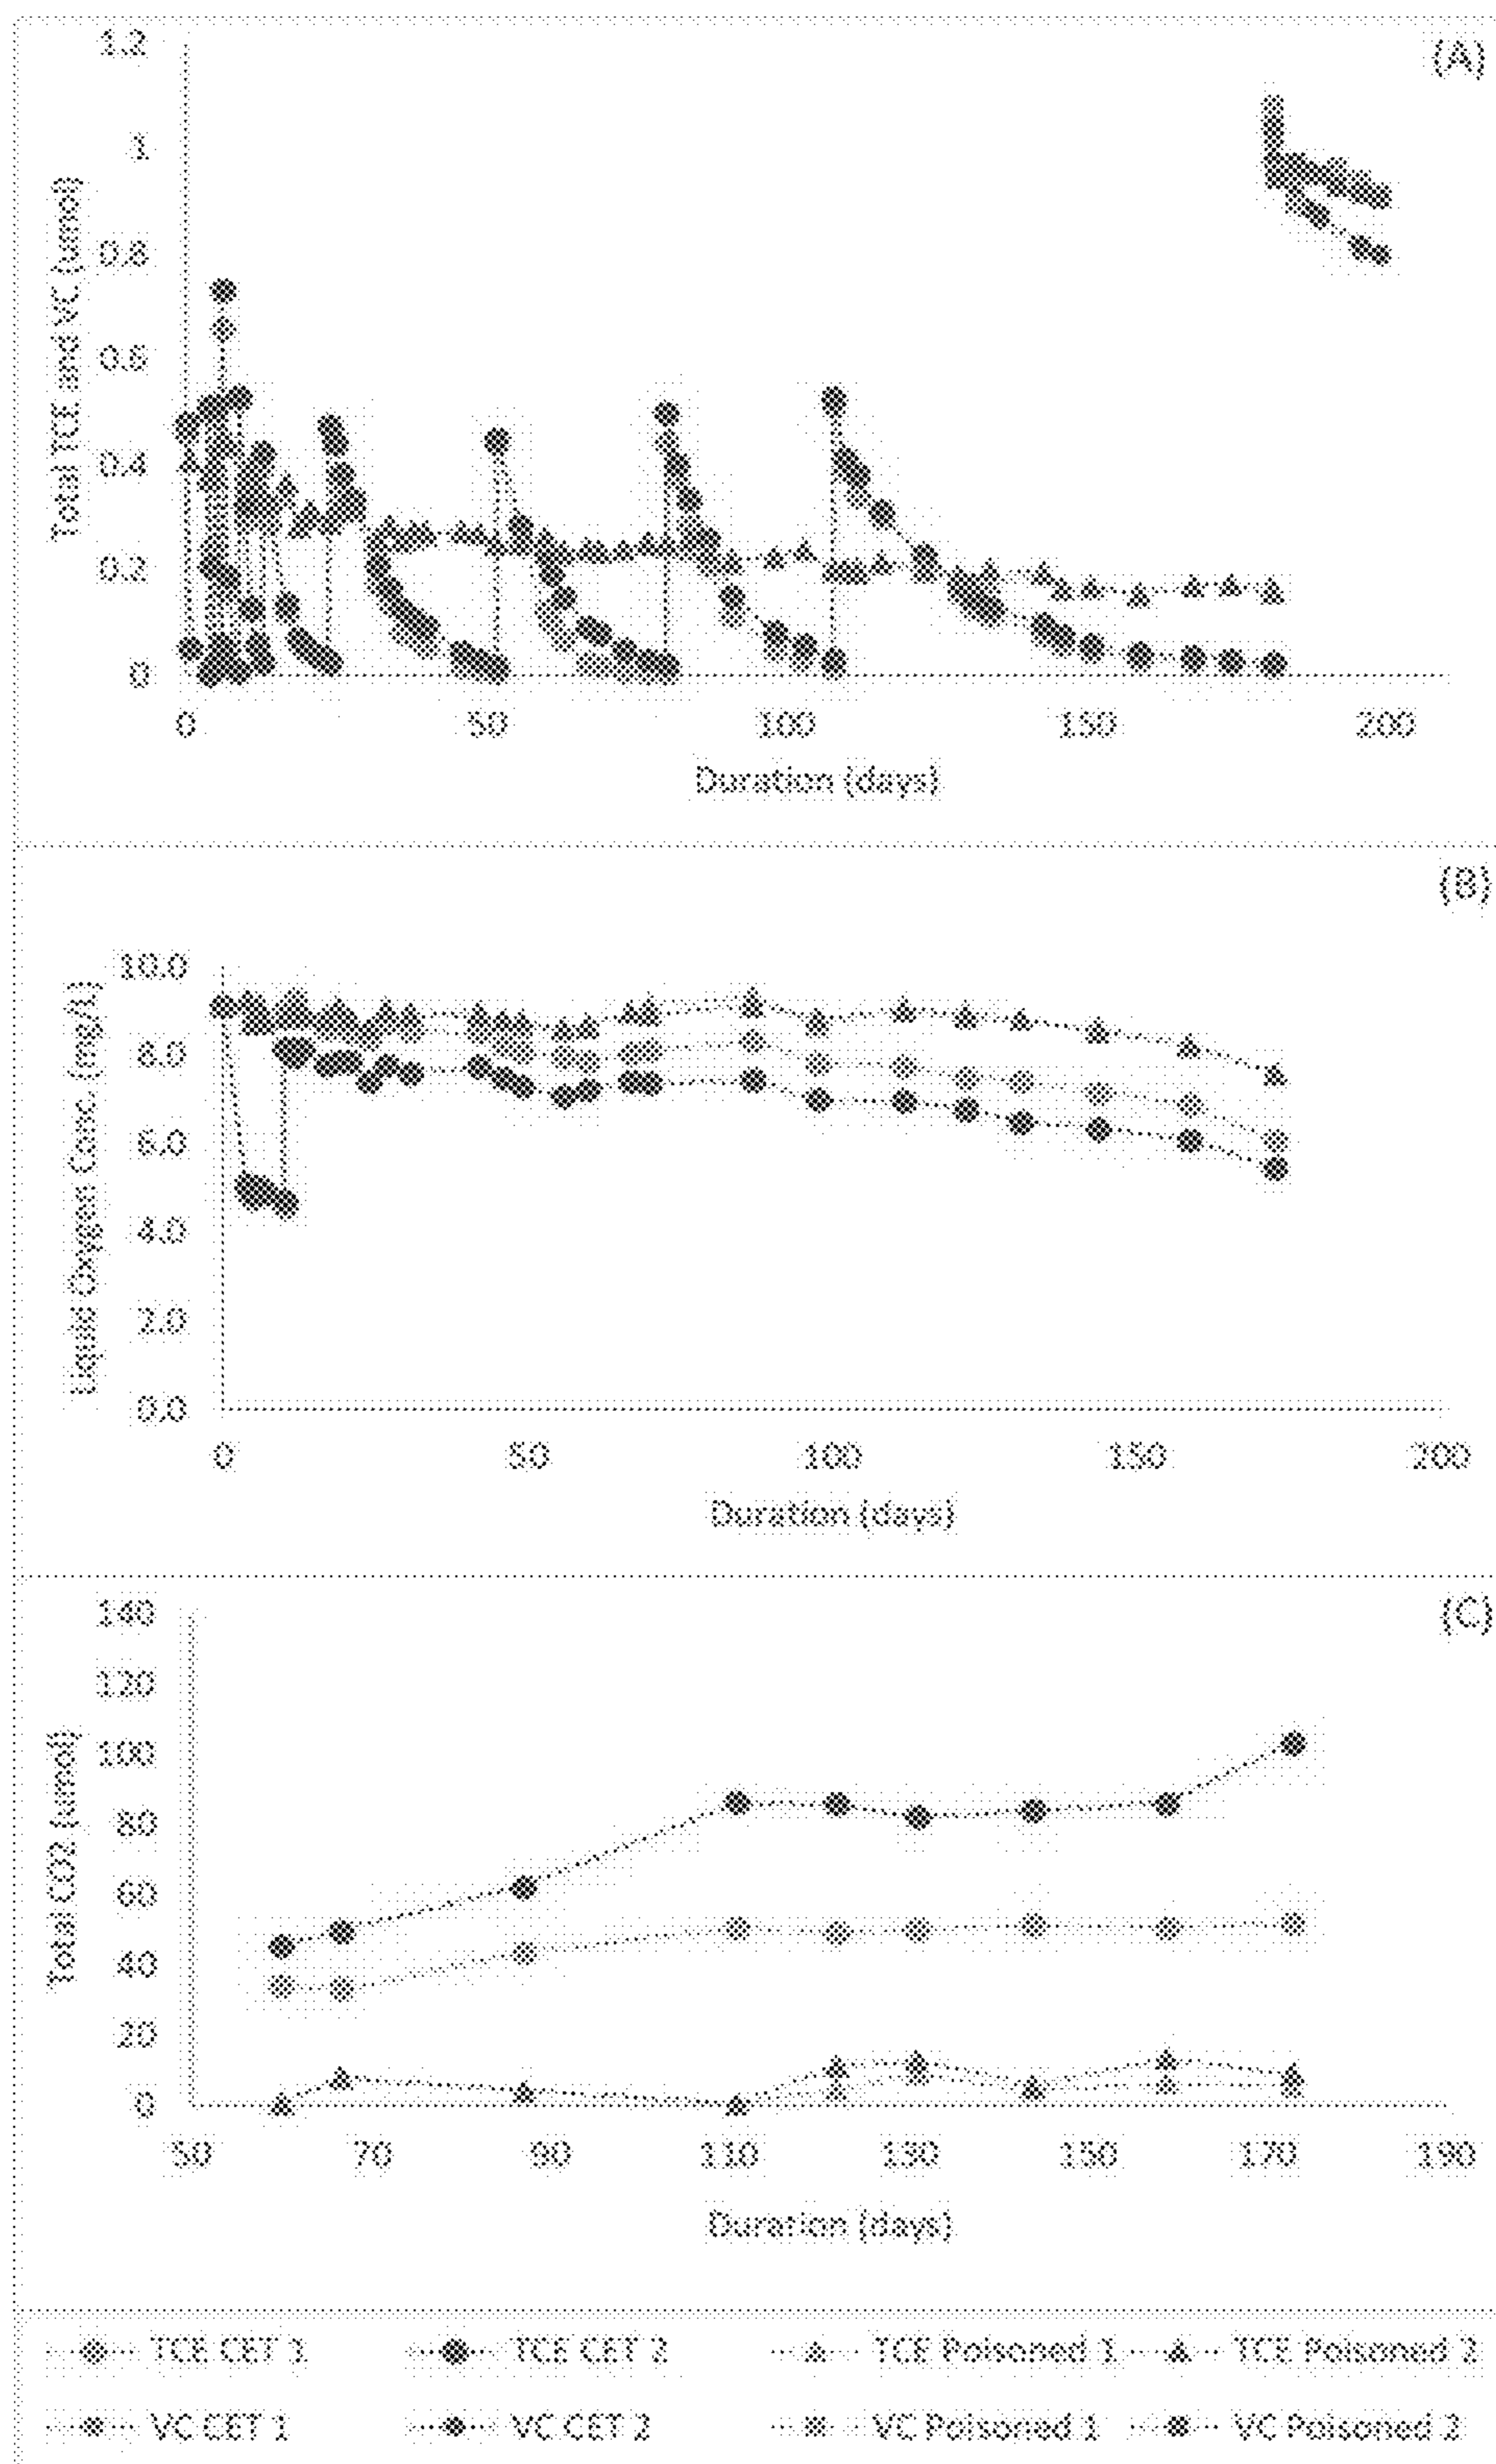 (A)
Total TCE and VC (umol)
1.2
1
0.8
0.6
0.4
0.2
0
0 50 100 150 200
Duration (days)
(B)
Liquid Oxygen Conc. (mg/L)
10.0
8.0
6.0
4.0
2.0
0.0
0 50 100 150 200
Duration (days)
(C)
Total CO2 (umol)
140
120
100
80
60
40
20
0
50 70 90 110 130 150 170 190
Duration (days)
TCE CET 1 TCE CET 2 TCE Poisoned 1 TCE Poisoned 2
VC CET 1 VC CET 2 VC Poisoned 1 VC Poisoned 2